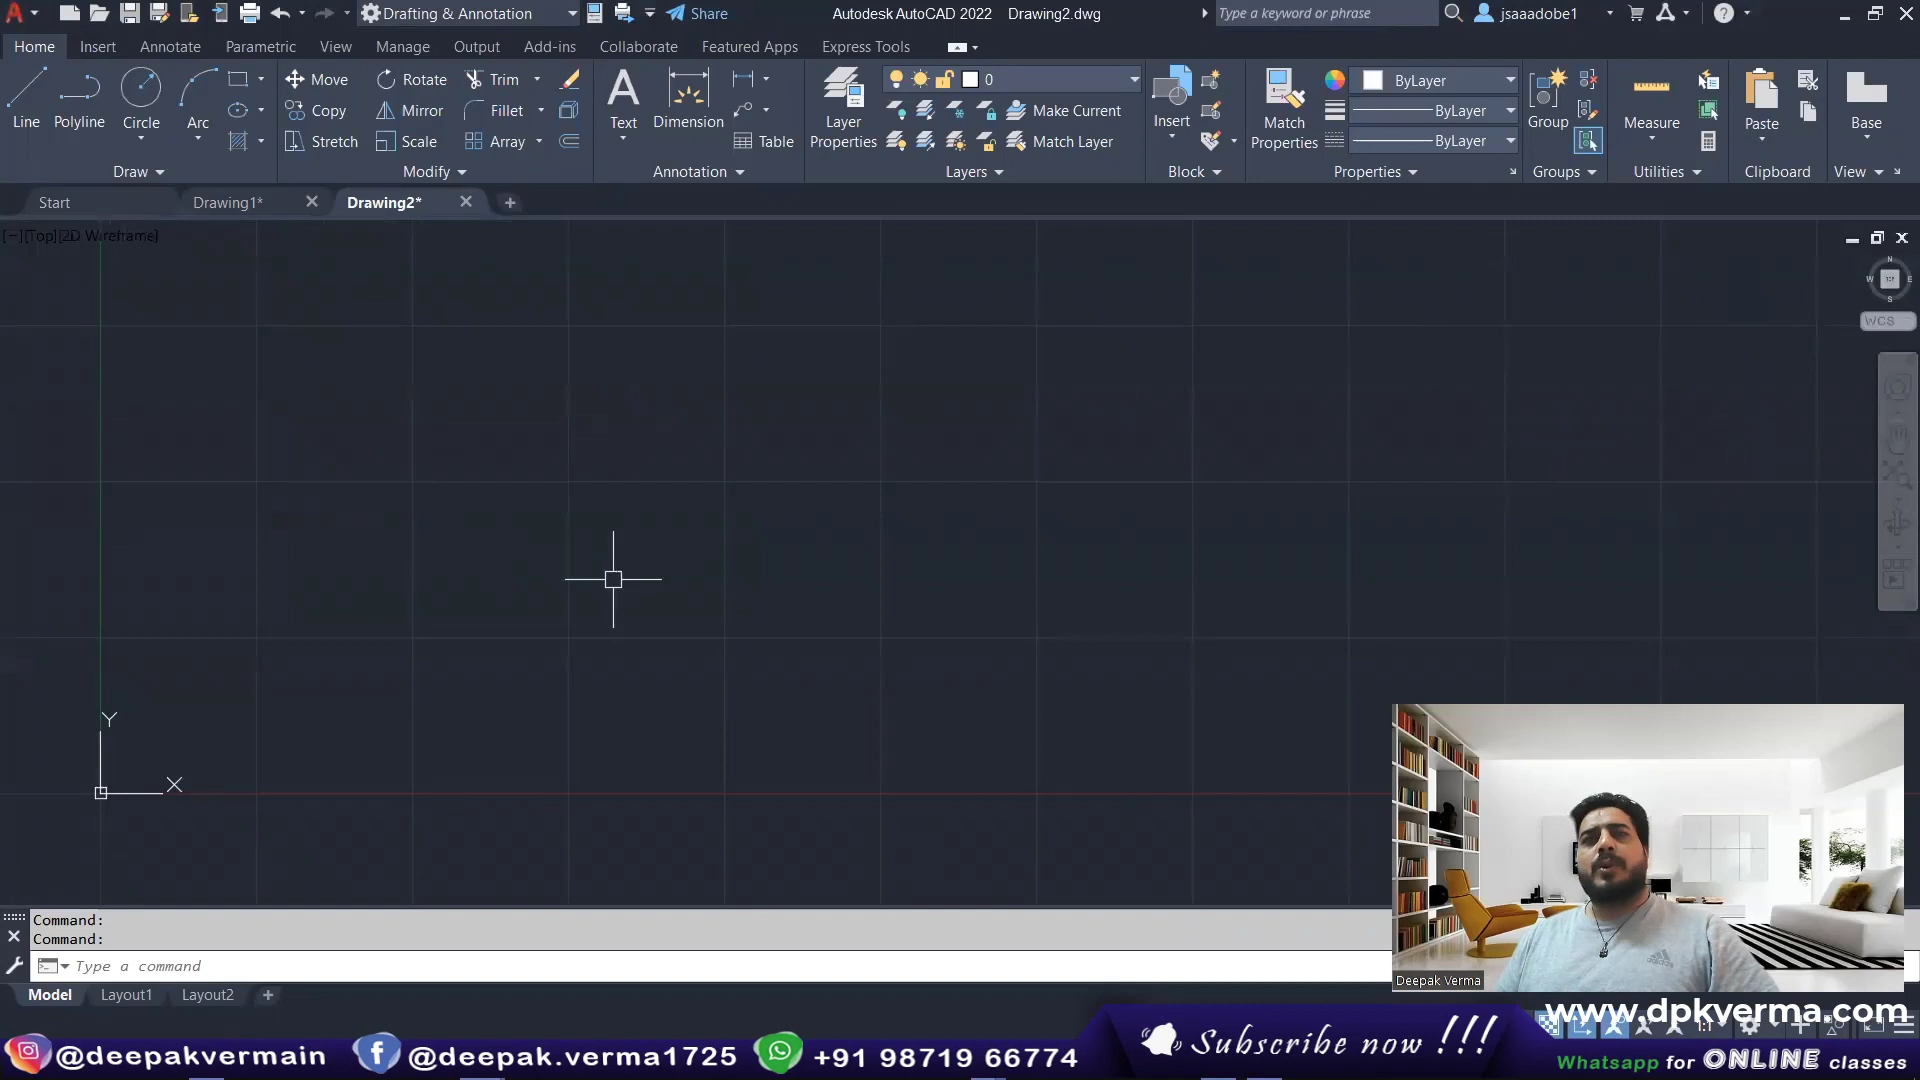 Drafting & Annotation
Share
Autodesk AutoCAD 2022 Drawing2.dwg
Type a keyword or phrase
jsaaadobe1
Home Insert Annotate Parametric View Manage Output Add-ins Collaborate Featured Apps Express Tools
Line
Polyline
Circle
Arc
Draw
Move
Rotate
Trim
Copy
Mirror
Fillet
Stretch
Scale
Array
Modify
Text
Dimension
Table
Annotation
Layer
Properties
0
Make Current
Match Layer
Layers
Insert
Block
Match
Properties
ByLayer
ByLayer
ByLayer
Properties
Group
Groups
Measure
Utilities
Paste
Clipboard
Base
View
Start
Drawing1*
Drawing2*
[−][Top][2D Wireframe]
N
W
E
S
WCS
Y
X
Command:
Command:
Type a command
Deepak Verma
Model Layout1 Layout2
www.dpkverma.com
@deepakvermain
@deepak.verma1725
+91 98719 66774
Subscribe now !!!
Whatsapp for ONLINE classes